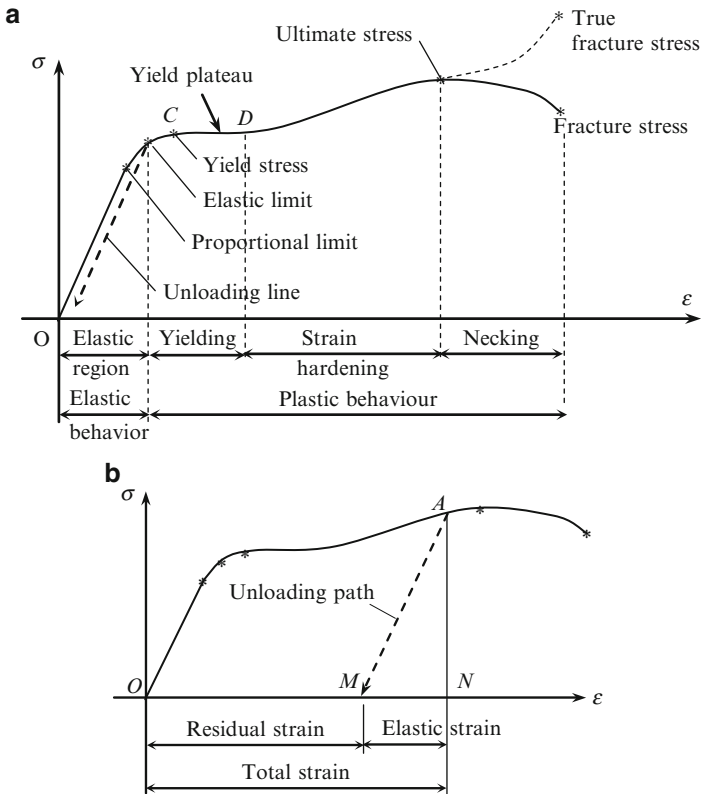 a
True
fracture stress
Ultimate stress
σ
Yield plateau
C
D
Fracture stress
Yield stress
Elastic limit
Proportional limit
Unloading line
ε
O
Elastic
region
Yielding
Strain
hardening
Necking
Elastic
behavior
Plastic behaviour
b
σ
A
Unloading path
O
M
N
ε
Residual strain
Elastic strain
Total strain